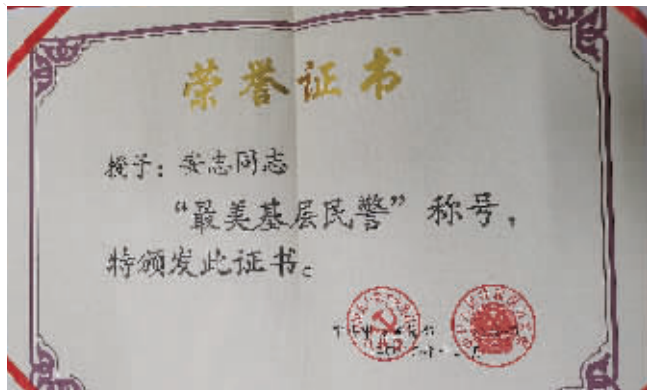 荣誉证书
授予：安志同志
“最美基层民警”称号，
特颁发此证书。